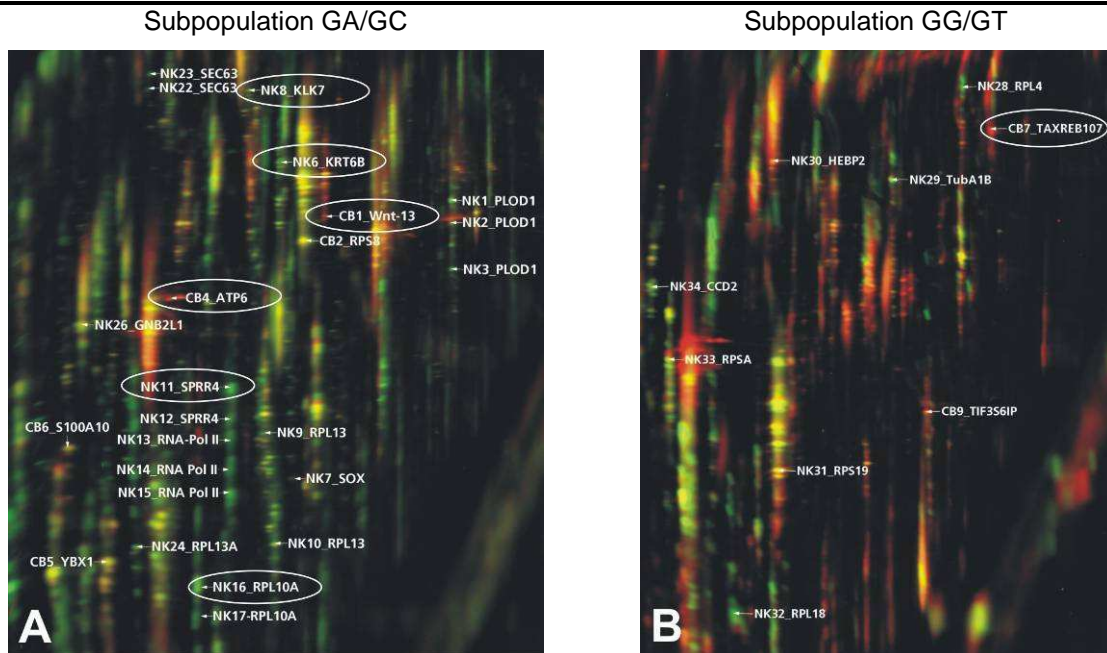 Subpopulation GA/GC
NK23_SEC63
NK22_SEC63
NK8_KLK7
NK6_KRT6B
NK1_PLOD1
CB1_Wnt-13
NK2_PLOD1
CB2_RPS8
NK3_PLOD1
CB4_ATP6
NK26_GNB2L1
NK11_SPRR4
NK12_SPRR4
CB6_S100A10
NK13_RNA-Pol II
NK9_RPL13
NK14_RNA Pol II
NK7_SOX
NK15_RNA Pol II
NK24_RPL13A
NK10_RPL13
CB5_YBX1
NK16_RPL10A
NK17-RPL10A
A
Subpopulation GG/GT
NK28_RPL4
CB7_TAXREB107
NK30_HEBP2
NK29_TubA1B
NK34_CCD2
NK33_RPSA
CB9_TIF3S6IP
NK31_RPS19
NK32_RPL18
B